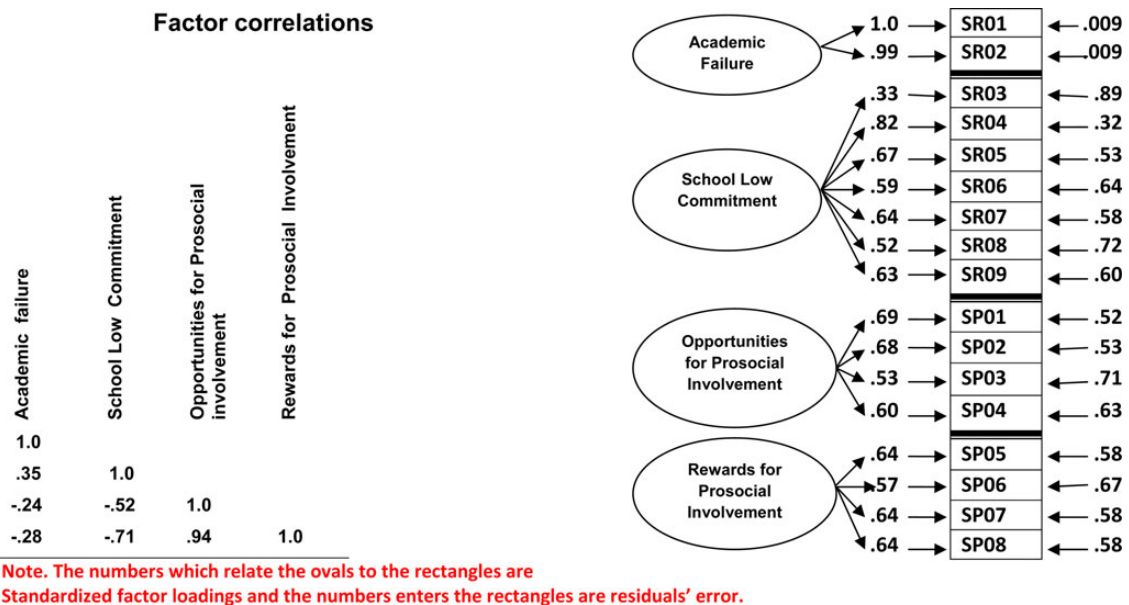 Factor correlations
Academic failure
School Low Commitment
Opportunities for Prosocial
involvement
Rewards for Prosocial Involvement
1.0
.35 1.0
-.24 -.52 1.0
-.28 -.71 .94 1.0
Academic
Failure
1.0 SR01 .009
.99 SR02 .009
School Low
Commitment
.33 SR03 .89
.82 SR04 .32
.67 SR05 .53
.59 SR06 .64
.64 SR07 .58
.52 SR08 .72
.63 SR09 .60
Opportunities
for Prosocial
Involvement
.69 SP01 .52
.68 SP02 .53
.53 SP03 .71
.60 SP04 .63
Rewards for
Prosocial
Involvement
.64 SP05 .58
.57 SP06 .67
.64 SP07 .58
.64 SP08 .58
Note. The numbers which relate the ovals to the rectangles are
Standardized factor loadings and the numbers enters the rectangles are residuals’ error.